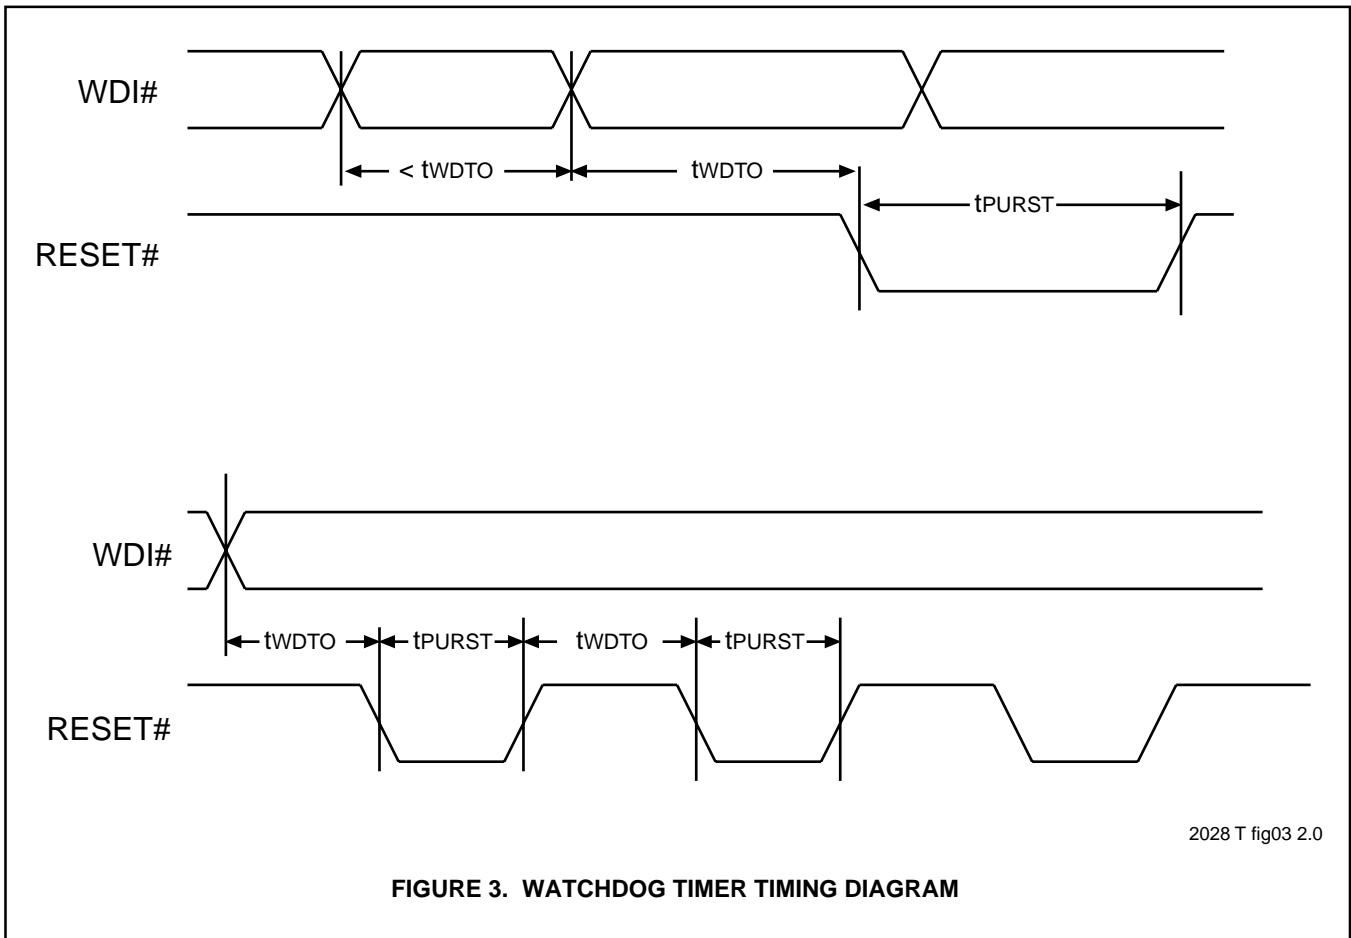 WDI#
< tWDTO
tWDTO
tPURST
RESET#
WDI#
tWDTO
tPURST
tWDTO
tPURST
RESET#
2028 T fig03 2.0
FIGURE 3. WATCHDOG TIMER TIMING DIAGRAM